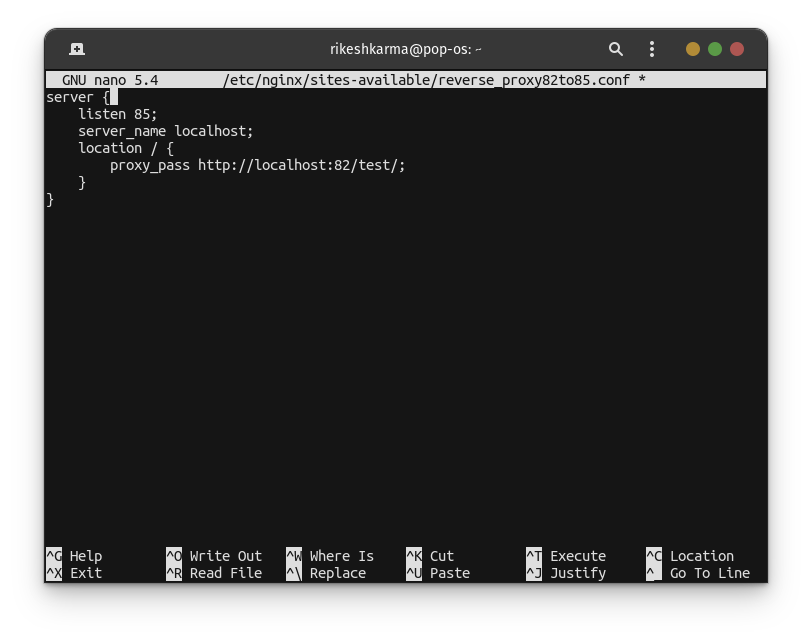 rikeshkarma@pop-os: ~
GNU nano 5.4 /etc/nginx/sites-available/reverse_proxy82to85.conf *
server {
    listen 85;
    server_name localhost;
    location / {
        proxy_pass http://localhost:82/test/;
    }
}
^G Help ^O Write Out ^W Where Is ^K Cut ^T Execute ^C Location
^X Exit ^R Read File ^\ Replace ^U Paste ^J Justify ^_ Go To Line